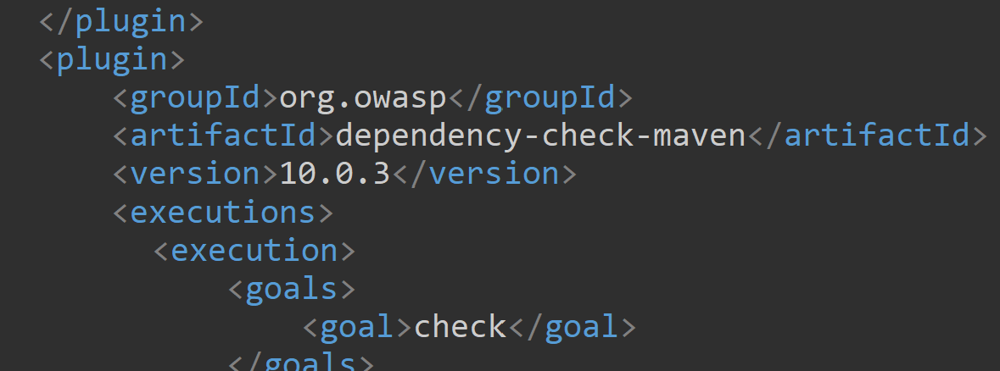 </plugin>
<plugin>
<groupId>org.owasp</groupId>
<artifactId>dependency-check-maven</artifactId>
<version>10.0.3</version>
<executions>
<execution>
<goals>
<goal>check</goal>
</goals>